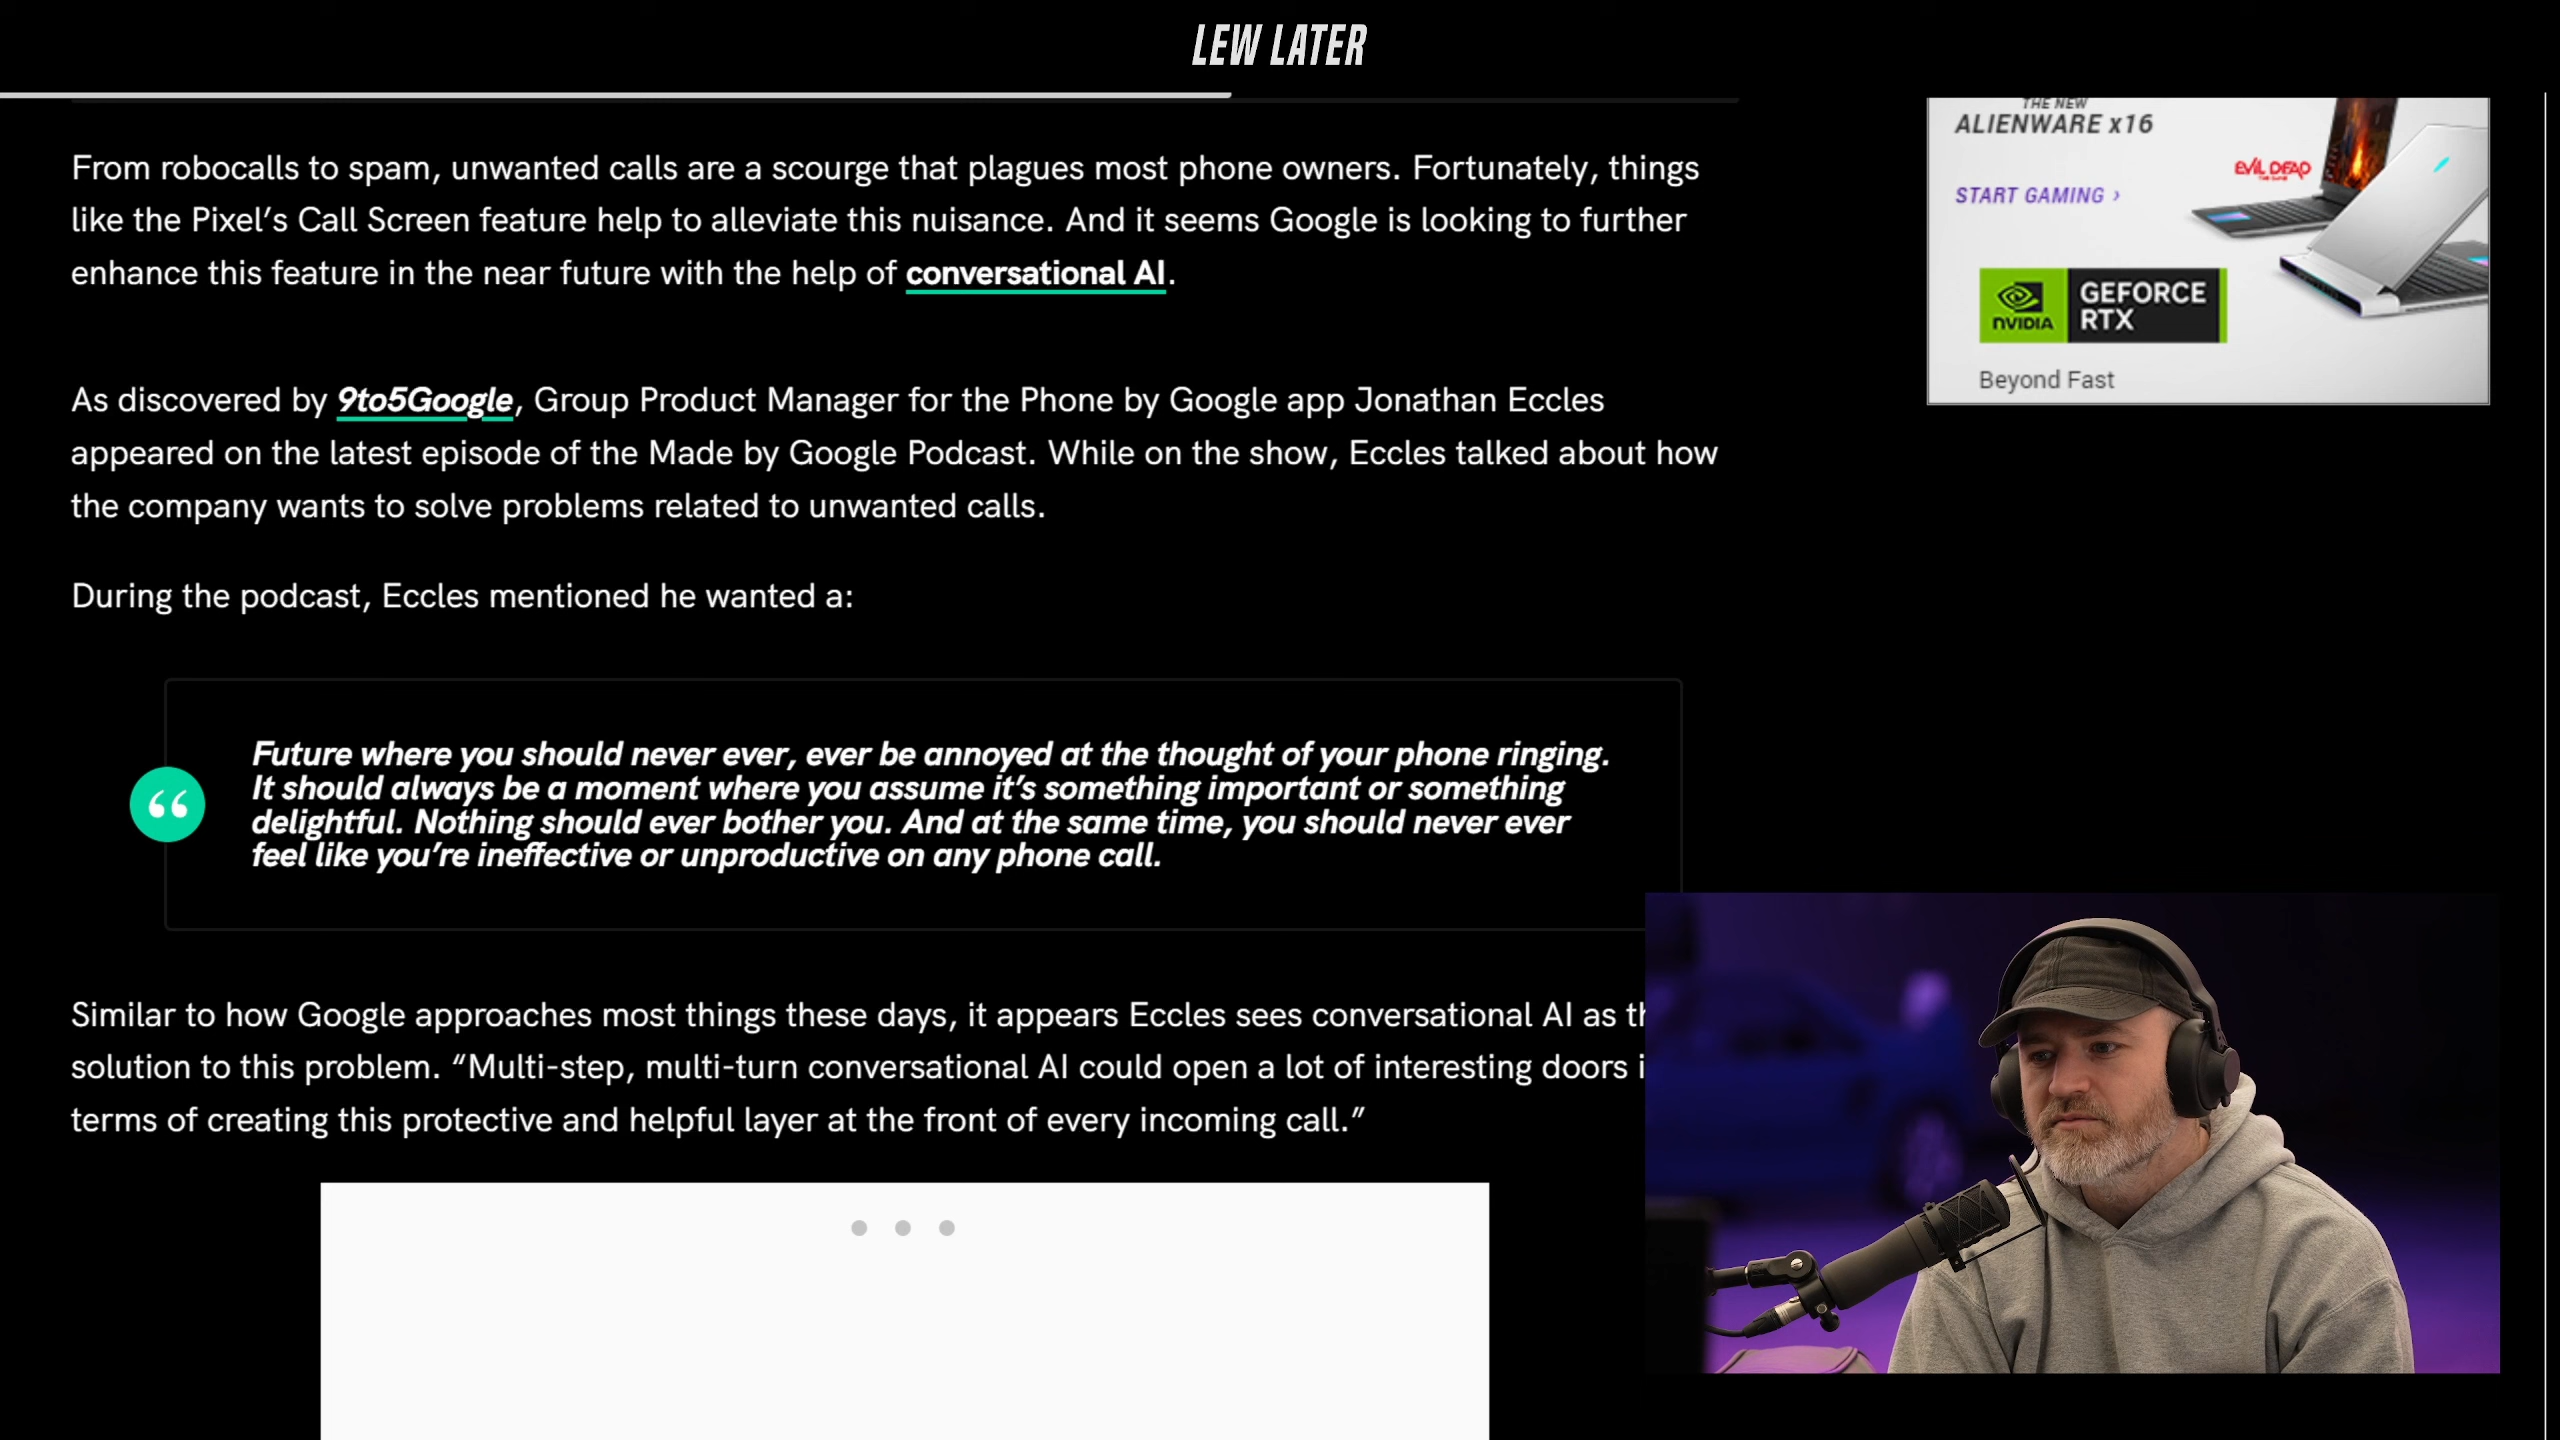 LEW LATER
THE NEW
ALIENWARE x16
EVIL DEAD
START GAMING ›
NVIDIA
GEFORCE
RTX
Beyond Fast
From robocalls to spam, unwanted calls are a scourge that plagues most phone owners. Fortunately, things
like the Pixel’s Call Screen feature help to alleviate this nuisance. And it seems Google is looking to further
enhance this feature in the near future with the help of conversational AI.
As discovered by 9to5Google, Group Product Manager for the Phone by Google app Jonathan Eccles
appeared on the latest episode of the Made by Google Podcast. While on the show, Eccles talked about how
the company wants to solve problems related to unwanted calls.
During the podcast, Eccles mentioned he wanted a:
“
Future where you should never ever, ever be annoyed at the thought of your phone ringing.
It should always be a moment where you assume it’s something important or something
delightful. Nothing should ever bother you. And at the same time, you should never ever
feel like you’re ineffective or unproductive on any phone call.
Similar to how Google approaches most things these days, it appears Eccles sees conversational AI as
solution to this problem. “Multi-step, multi-turn conversational AI could open a lot of interesting doors
terms of creating this protective and helpful layer at the front of every incoming call.”